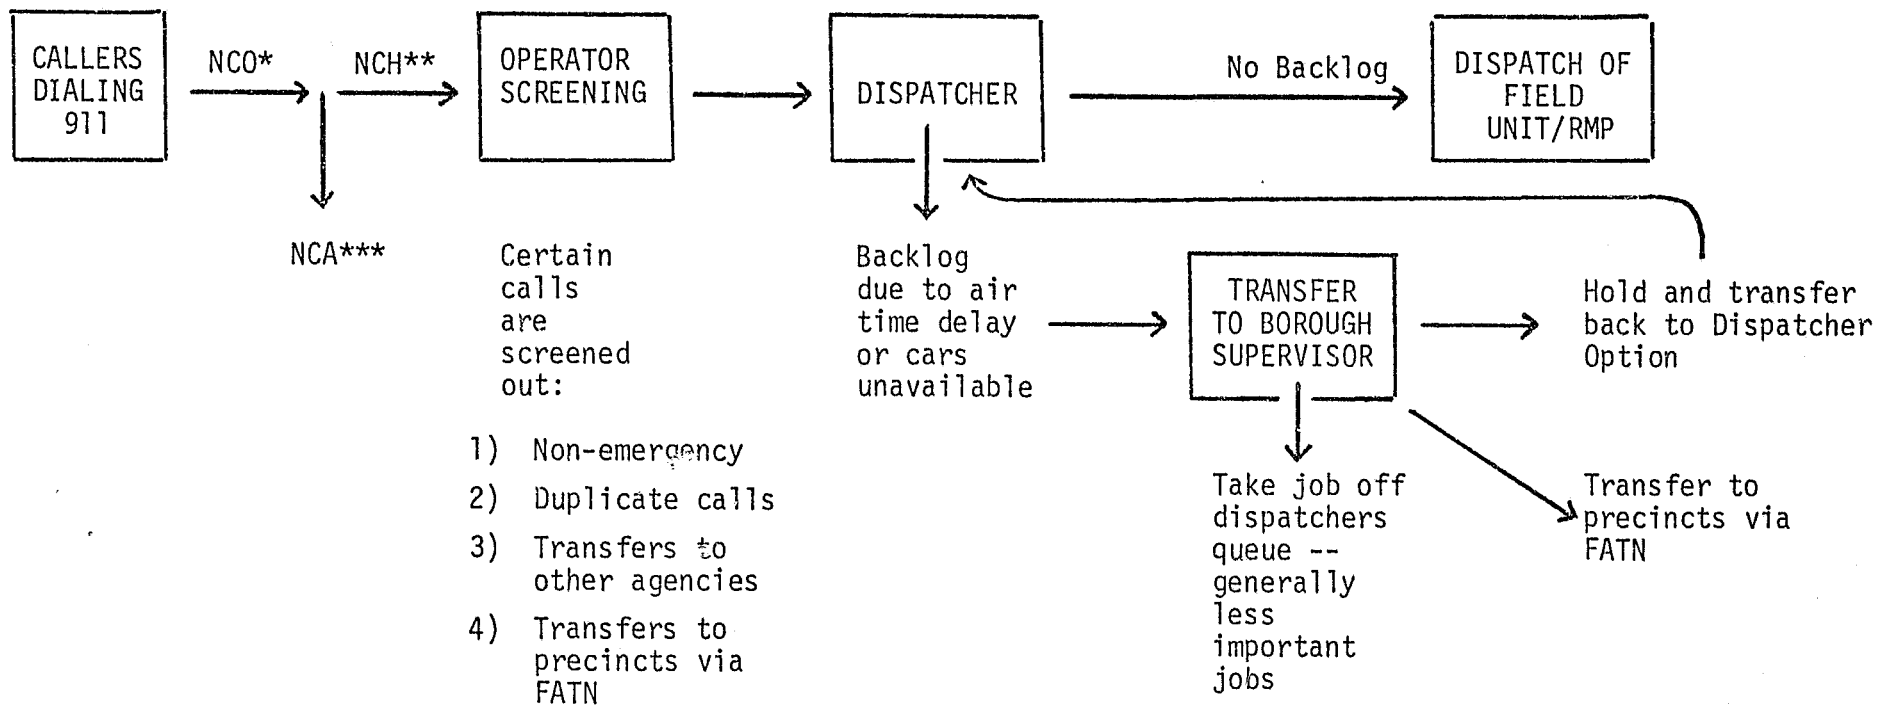 CALLERS
DIALING
911
NCO*
NCH**
NCA***
OPERATOR
SCREENING
Certain
calls
are
screened
out:
1) Non-emergency
2) Duplicate calls
3) Transfers to
other agencies
4) Transfers to
precincts via
FATN
DISPATCHER
No Backlog
DISPATCH OF
FIELD
UNIT/RMP
Backlog
due to air
time delay
or cars
unavailable
TRANSFER
TO BOROUGH
SUPERVISOR
Hold and transfer
back to Dispatcher
Option
Take job off
dispatchers
queue --
generally
less
important
jobs
Transfer to
precincts via
FATN